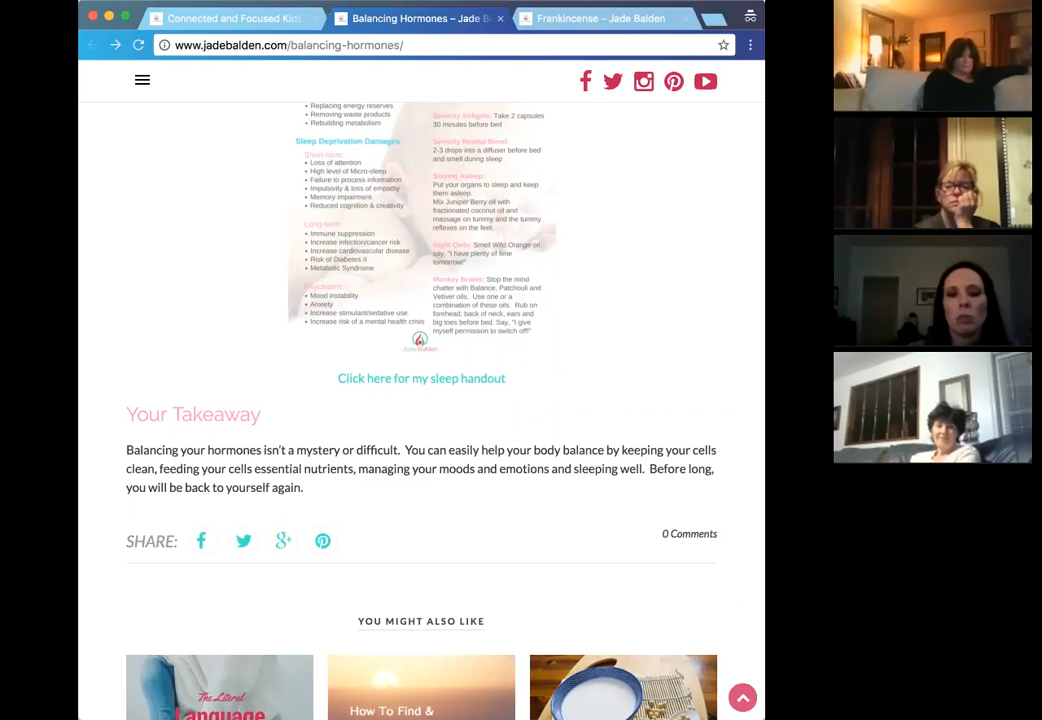 Connected and Focused Kids
Balancing Hormones – Jade B
Frankincense – Jade Balden
www.jadebalden.com/balancing-hormones/
• Replacing energy reserves
• Removing waste products
• Rebuilding metabolism
Sleep Deprivation Damages
Short-term:
• Loss of attention
• High level of Micro-sleep
• Failure to process information
• Impulsivity & loss of empathy
• Memory impairment
• Reduced cognition & creativity
Long-term:
• Immune suppression
• Increase infection/cancer risk
• Increase cardiovascular disease
• Risk of Diabetes II
• Metabolic Syndrome
Psychiatric:
• Mood instability
• Anxiety
• Increase stimulant/sedative use
• Increase risk of a mental health crisis
Serenity Softgels: Take 2 capsules
30 minutes before bed
Serenity Restful Blend:
2-3 drops into a diffuser before bed
and smell during sleep
Staying Asleep:
Put your organs to sleep and keep
them asleep.
Mix Juniper Berry oil with
fractionated coconut oil and
massage on tummy and the tummy
reflexes on the feet.
Night Owls: Smell Wild Orange oil,
say, "I have plenty of time
tomorrow!"
Monkey Brains: Stop the mind
chatter with Balance, Patchouli and
Vetiver oils. Use one or a
combination of these oils. Rub on
forehead, back of neck, ears and
big toes before bed. Say, "I give
myself permission to switch off!"
Jade Balden
Click here for my sleep handout
Your Takeaway
Balancing your hormones isn't a mystery or difficult. You can easily help your body balance by keeping your cells
clean, feeding your cells essential nutrients, managing your moods and emotions and sleeping well. Before long,
you will be back to yourself again.
SHARE:
0 Comments
YOU MIGHT ALSO LIKE
The Literal
Language
How To Find &